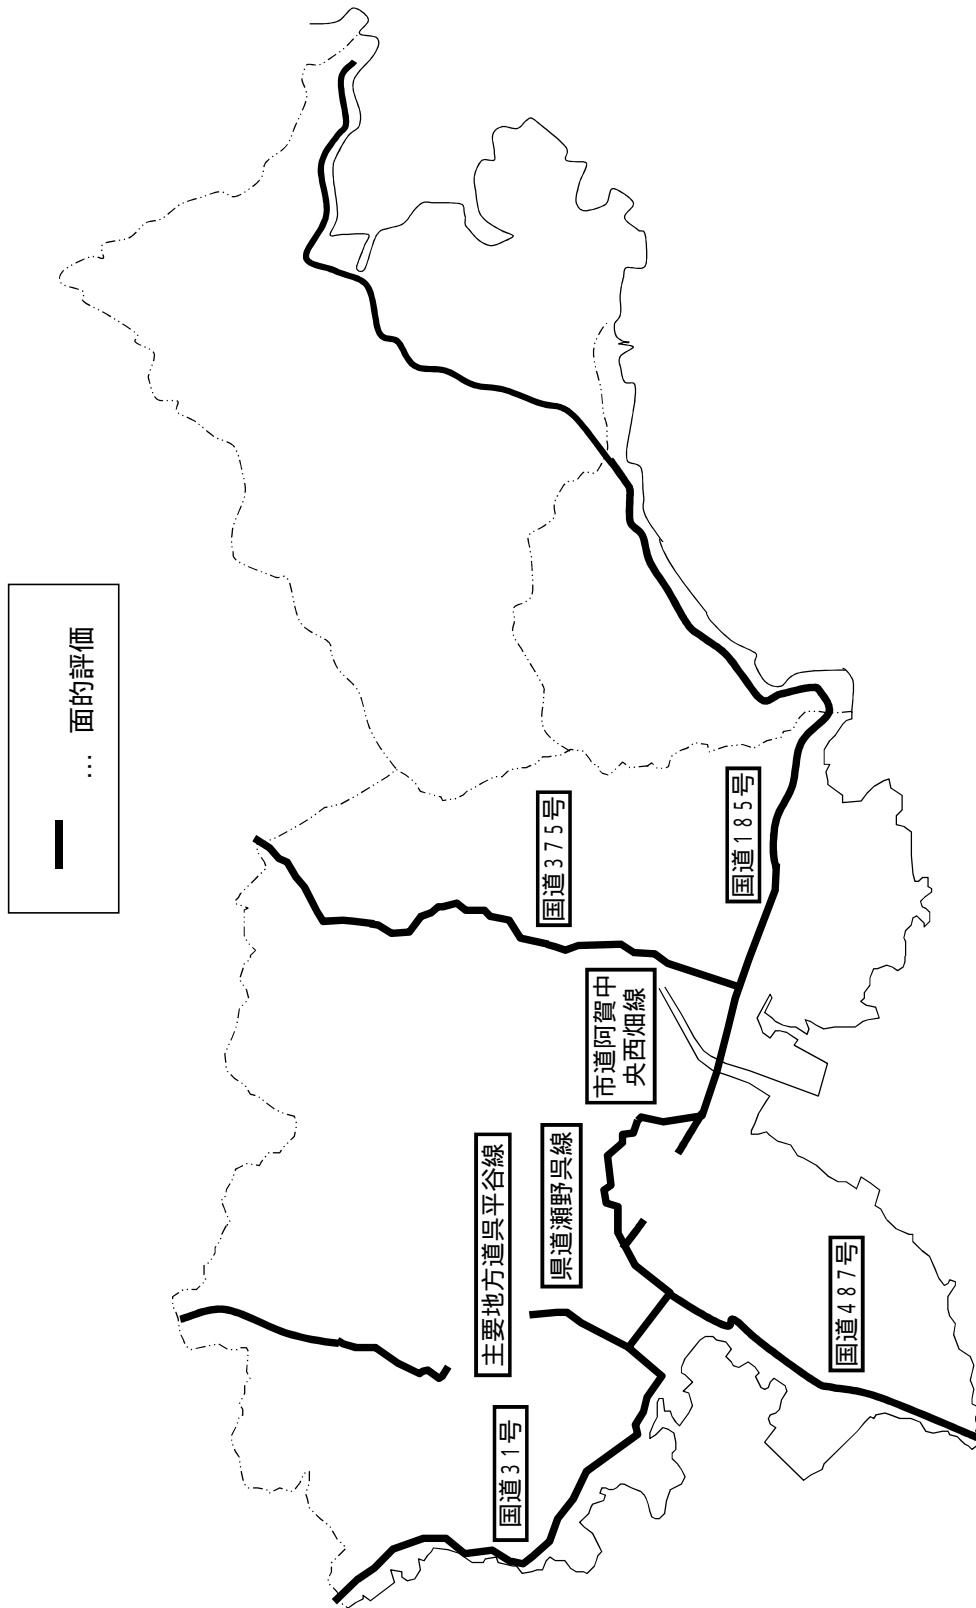 … 面的評価
国道375号
国道185号
市道阿賀中
央西畑線
主要地方道呉平谷線
県道瀬野呉線
国道487号
国道31号